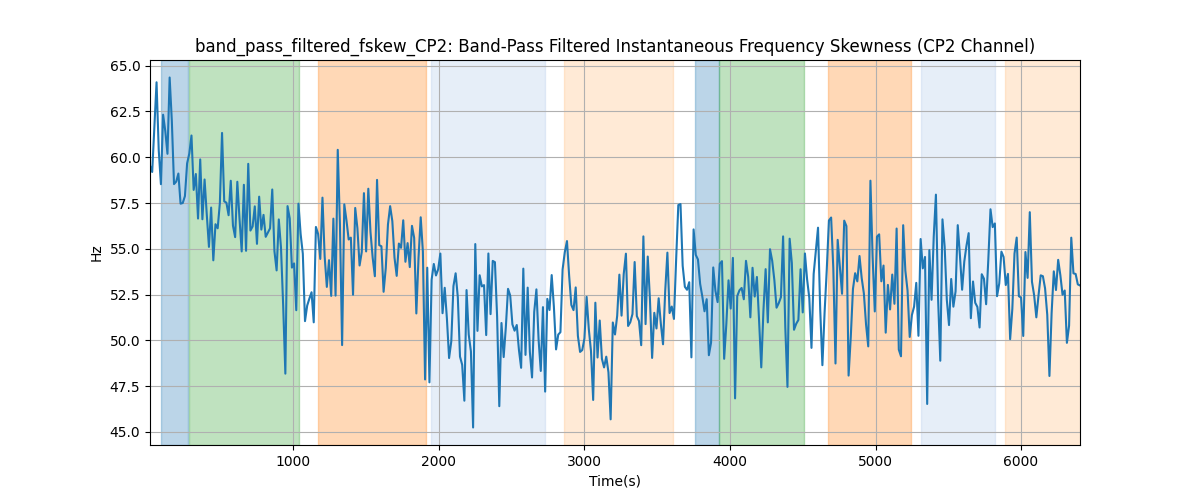 band_pass_filtered_fskew_CP2: Band-Pass Filtered Instantaneous Frequency Skewness (CP2 Channel)
65.0
62.5
60.0
57.5
55.0
52.5
50.0
47.5
45.0
Hz
1000 2000 3000 4000 5000 6000
Time(s)